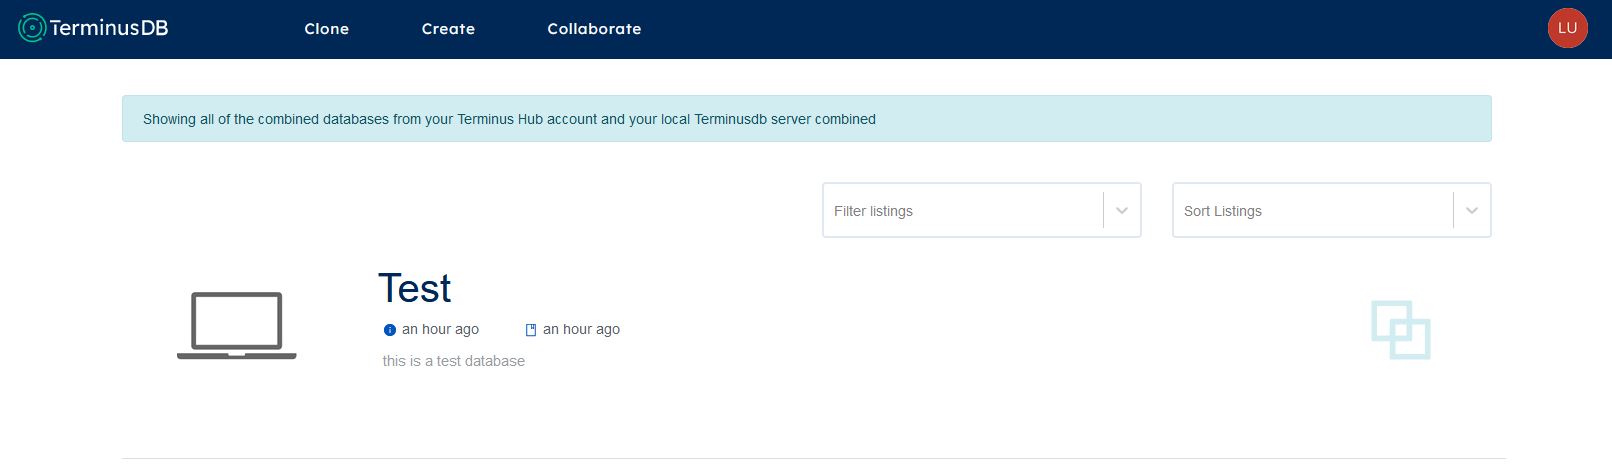 TerminusDB Clone Create Collaborate LU
Showing all of the combined databases from your Terminus Hub account and your local Terminusdb server combined
Filter listings Sort Listings
Test
an hour ago an hour ago
this is a test database